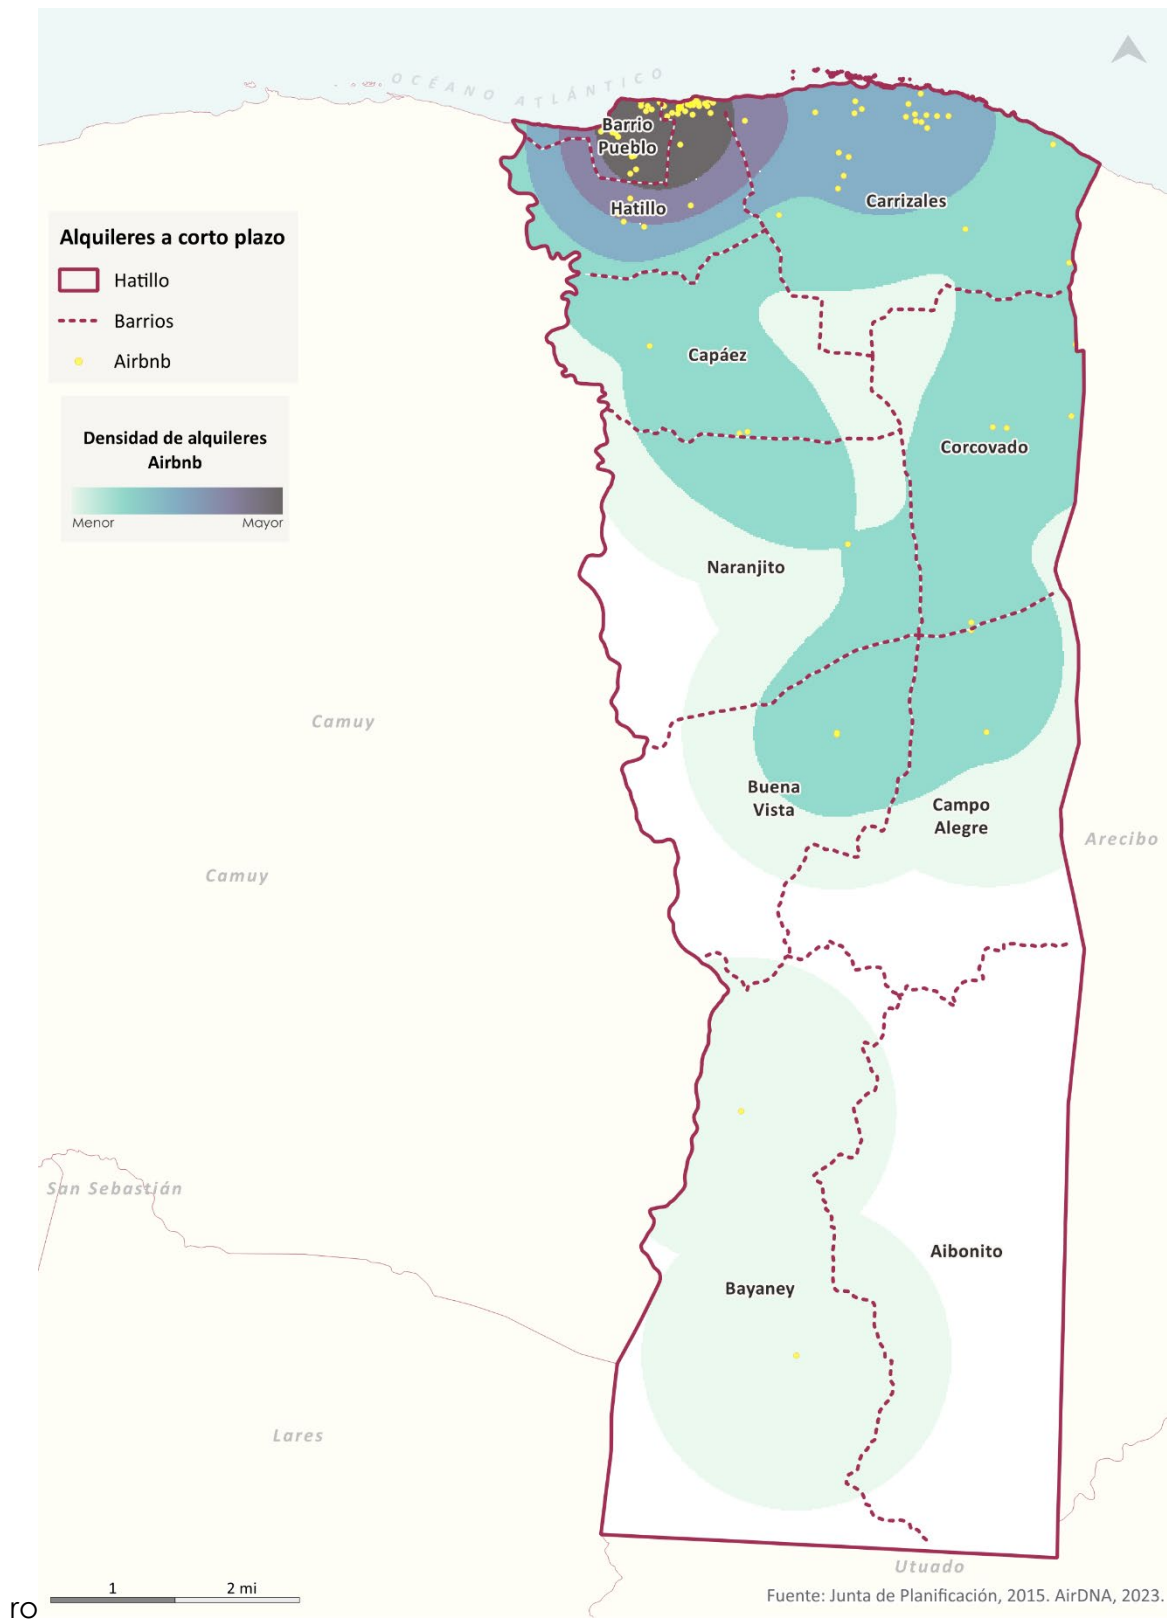 OCÉANO ATLÁNTICO
Barrio
Pueblo
Hatillo
Carrizales
Alquileres a corto plazo
Hatillo
Barrios
Airbnb
Densidad de alquileres
Airbnb
Menor
Mayor
Capáez
Corcovado
Naranjito
Camuy
Buena
Vista
Campo
Alegre
Arecibo
Camuy
San Sebastián
Aibonito
Bayaney
Lares
Utuado
1
2 mi
Fuente: Junta de Planificación, 2015. AirDNA, 2023.
ro